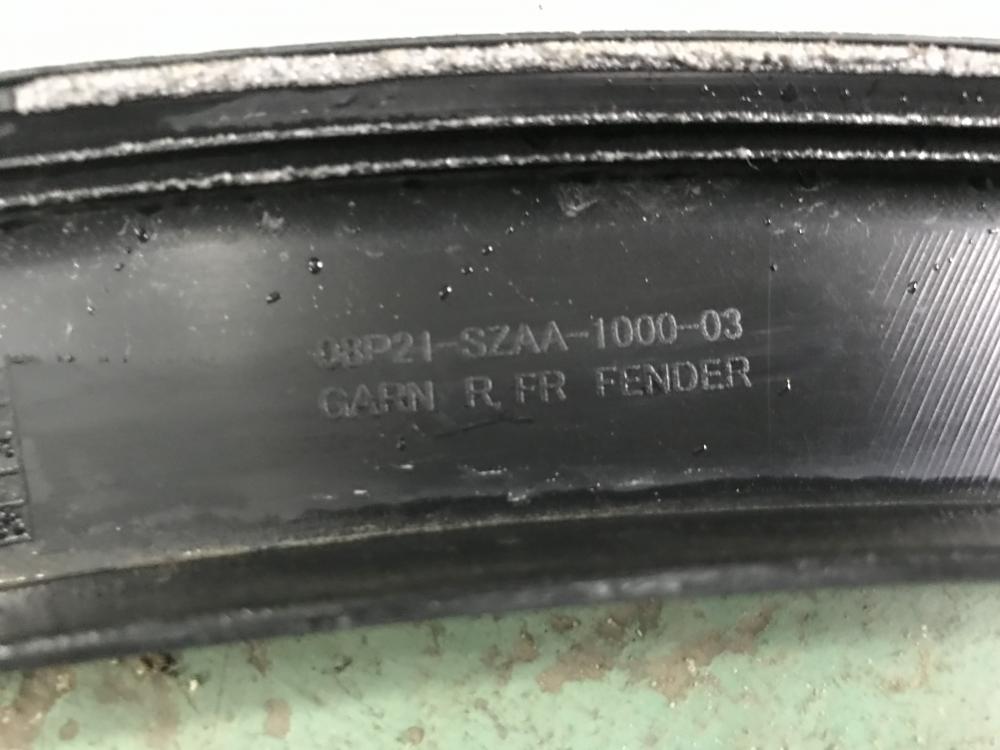 08P21-SZAA-1000-03
GARN R. FR FENDER